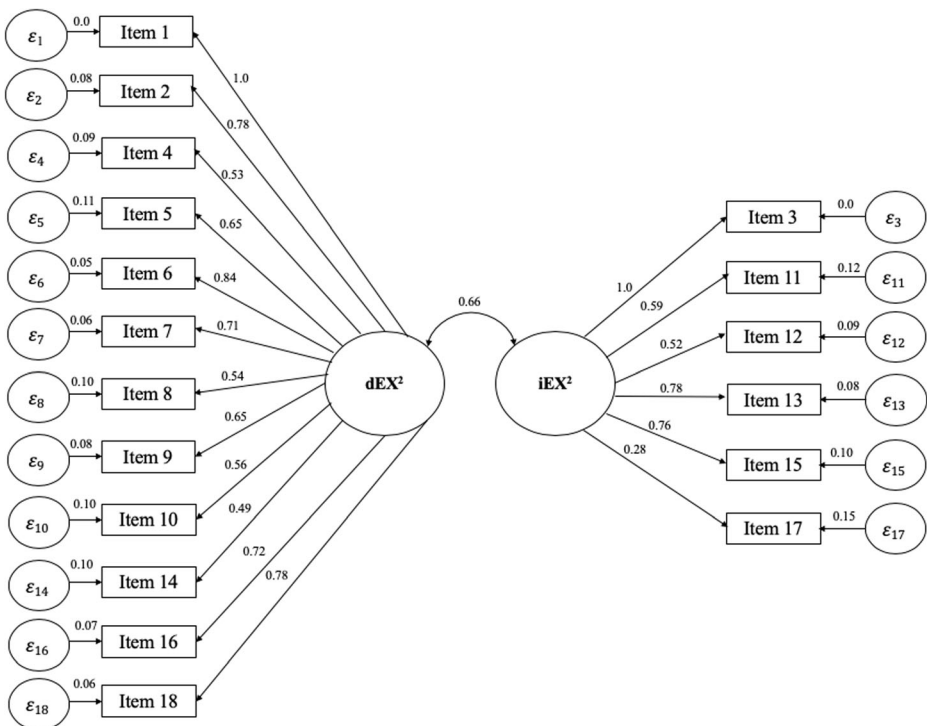 ε1 0.0 Item 1
ε2 0.08 Item 2
ε4 0.09 Item 4
ε5 0.11 Item 5
ε6 0.05 Item 6
ε7 0.06 Item 7
ε8 0.10 Item 8
ε9 0.08 Item 9
ε10 0.10 Item 10
ε14 0.10 Item 14
ε16 0.07 Item 16
ε18 0.06 Item 18
1.0
0.78
0.53
0.65
0.84
0.71
0.54
0.65
0.56
0.49
0.72
0.78
dEX²
0.66
iEX²
1.0
0.59
0.52
0.78
0.76
0.28
Item 3 0.0 ε3
Item 11 0.12 ε11
Item 12 0.09 ε12
Item 13 0.08 ε13
Item 15 0.10 ε15
Item 17 0.15 ε17